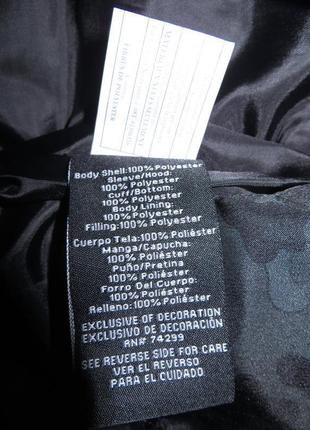 Body Shell:100% Polyester
Sleeve/Hood:
100% Polyester
Cuff/Bottom:
100% Polyester
Body Lining:
100% Polyester
Filling:100% Polyester
Cuerpo Tela:100% Poliéster
Manga/Capucha:
100% Poliéster
Puño/Pretina
100% Poliéster
Forro Del Cuerpo:
100% Poliéster
Relleno:100% Poliéster
EXCLUSIVE OF DECORATION
EXCLUSIVO DE DECORACIÓN
RN# 74299
SEE REVERSE SIDE FOR CARE
VER EL REVERSO
PARA EL CUIDADO